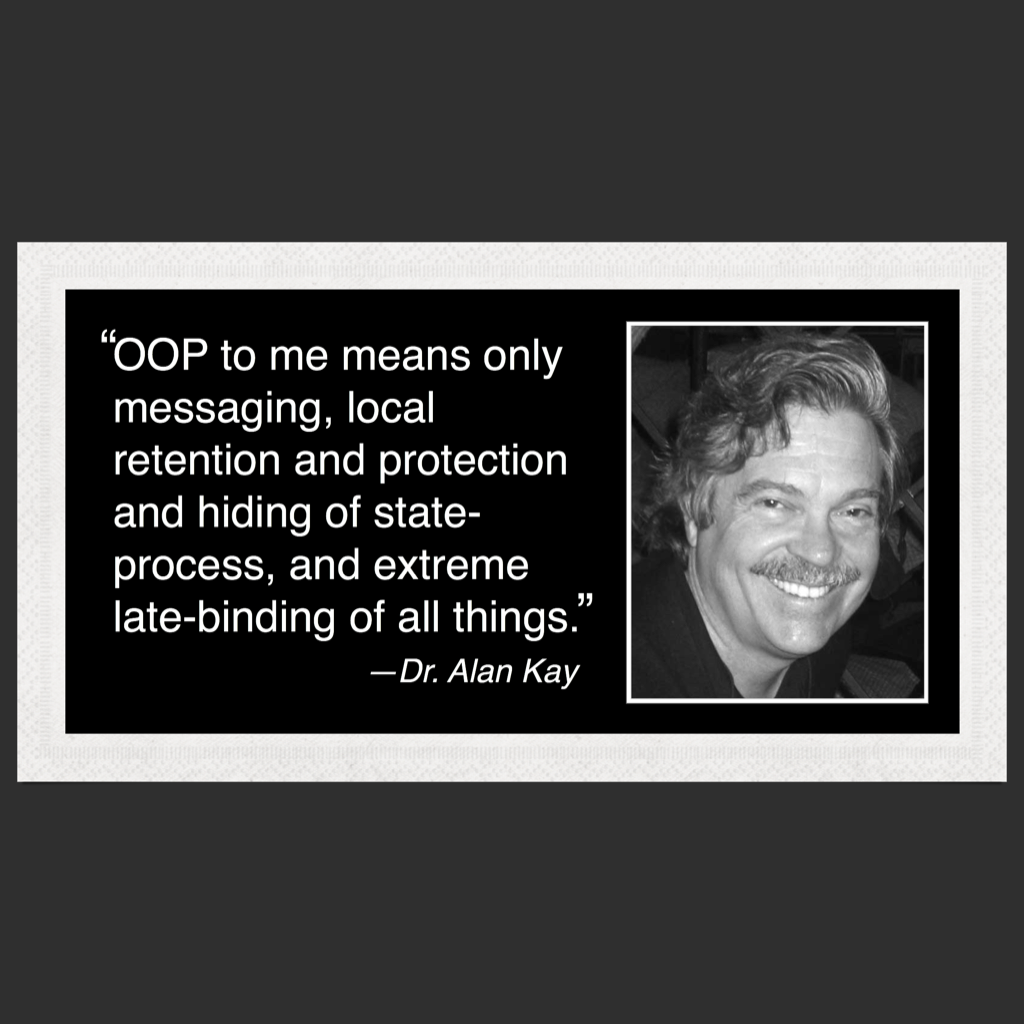 “OOP to me means only
messaging, local
retention and protection
and hiding of state-
process, and extreme
late-binding of all things.”
—Dr. Alan Kay